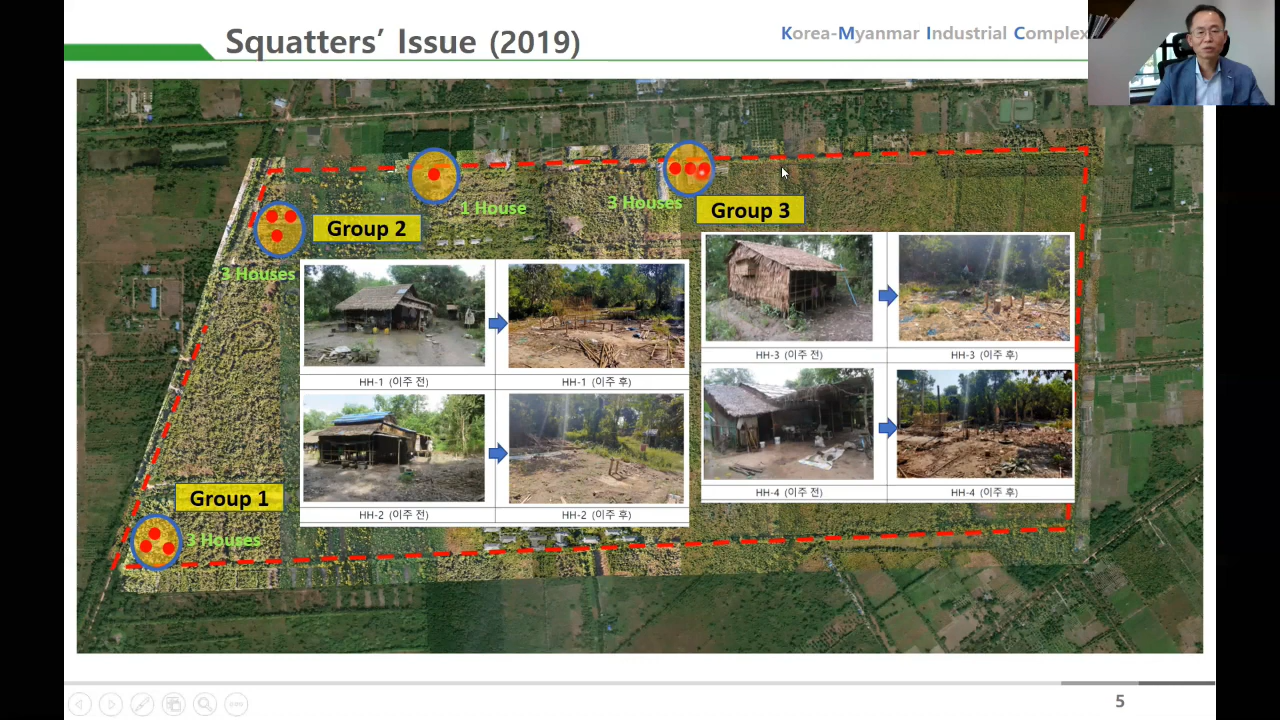 Squatters’ Issue (2019)
Korea-Myanmar Industrial Complex
1 House
3 Houses
Group 3
Group 2
3 Houses
HH-1 (이주 전)
HH-1 (이주 후)
HH-2 (이주 전)
HH-2 (이주 후)
HH-3 (이주 전)
HH-3 (이주 후)
HH-4 (이주 전)
HH-4 (이주 후)
Group 1
3 Houses
5